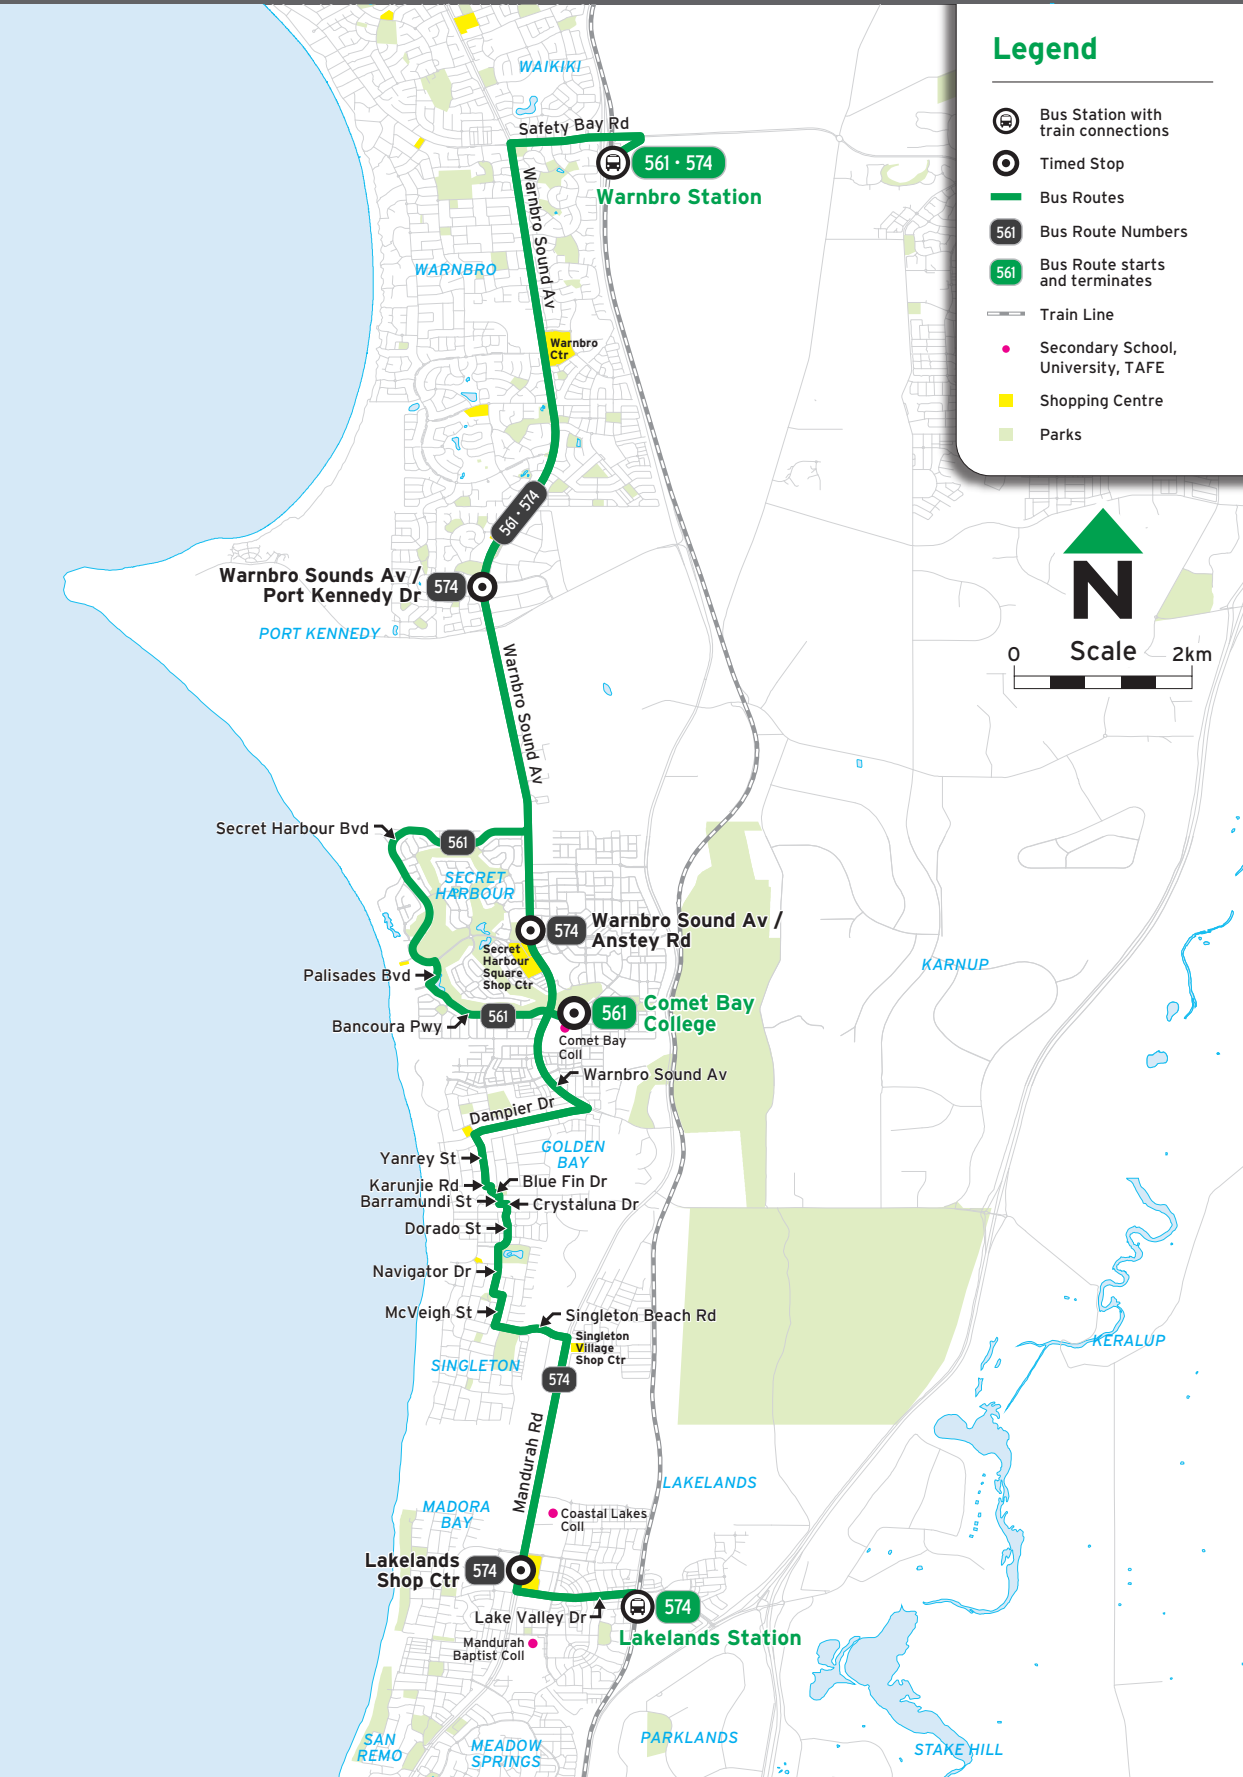 Legend
Bus Station with
train connections
Timed Stop
Bus Routes
561
Bus Route Numbers
561
Bus Route starts
and terminates
Train Line
Secondary School,
University, TAFE
Shopping Centre
Parks
N
0 Scale 2km
WAIKIKI
Safety Bay Rd
561 • 574
Warnbro Station
Warnbro Sound Av
WARNBRO
Warnbro
Ctr
561 • 574
Warnbro Sounds Av /
Port Kennedy Dr
574
PORT KENNEDY
Warnbro Sound Av
Secret Harbour Bvd
561
SECRET
HARBOUR
574
Warnbro Sound Av /
Anstey Rd
Secret
Harbour
Square
Shop Ctr
KARNUP
Palisades Bvd
561
Comet Bay
College
561
Bancoura Pwy
Comet Bay
Coll
Warnbro Sound Av
Dampier Dr
GOLDEN
BAY
Yanrey St
Blue Fin Dr
Karunjie Rd
Barramundi St
Crystaluna Dr
Dorado St
Navigator Dr
McVeigh St
Singleton Beach Rd
Singleton
Village
Shop Ctr
KERALUP
SINGLETON
574
Mandurah Rd
LAKELANDS
MADORA
BAY
Coastal Lakes
Coll
Lakelands
Shop Ctr
574
574
Lake Valley Dr
Lakelands Station
Mandurah
Baptist Coll
SAN
REMO
MEADOW
SPRINGS
PARKLANDS
STAKE HILL